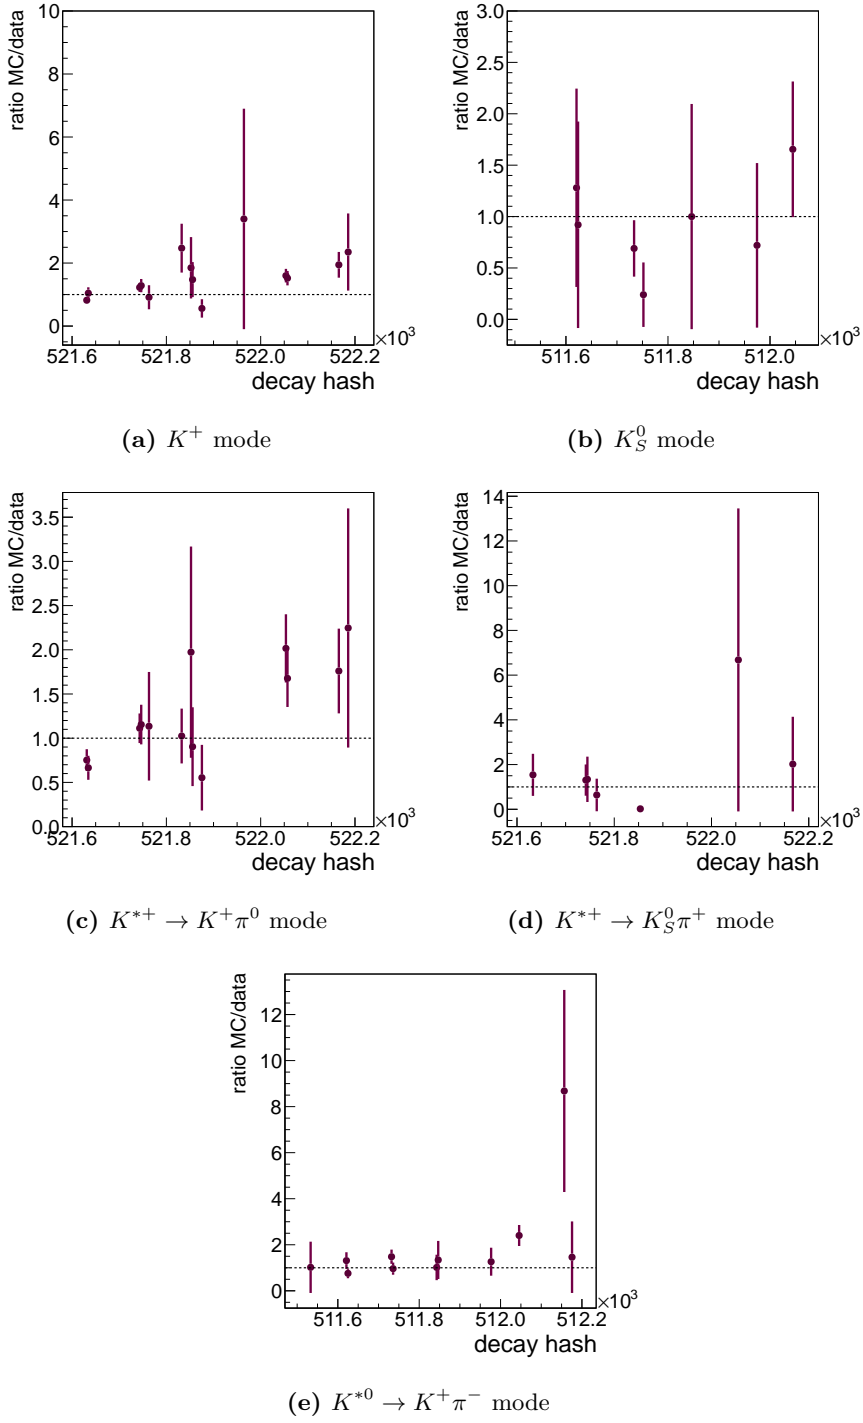 ratio MC/data
10
8
6
4
2
0
521.6 521.8 522.0 522.2
×10³
decay hash
(a) K⁺ mode
ratio MC/data
3.0
2.5
2.0
1.5
1.0
0.5
0.0
511.6 511.8 512.0
×10³
decay hash
(b) K_S^0 mode
ratio MC/data
3.5
3.0
2.5
2.0
1.5
1.0
0.5
0.0
521.6 521.8 522.0 522.2
×10³
decay hash
(c) K*⁺ → K⁺π⁰ mode
ratio MC/data
14
12
10
8
6
4
2
0
521.6 521.8 522.0 522.2
×10³
decay hash
(d) K*⁺ → K_S^0π⁺ mode
ratio MC/data
12
10
8
6
4
2
0
511.6 511.8 512.0 512.2
×10³
decay hash
(e) K*⁰ → K⁺π⁻ mode